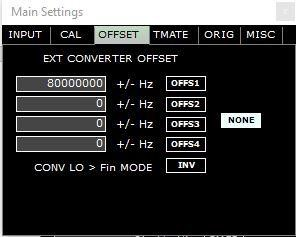 Main Settings
INPUT CAL OFFSET TMATE ORIG MISC
EXT CONVERTER OFFSET
80000000 +/- Hz OFFS1
0 +/- Hz OFFS2
0 +/- Hz OFFS3 NONE
0 +/- Hz OFFS4
CONV LO > Fin MODE INV